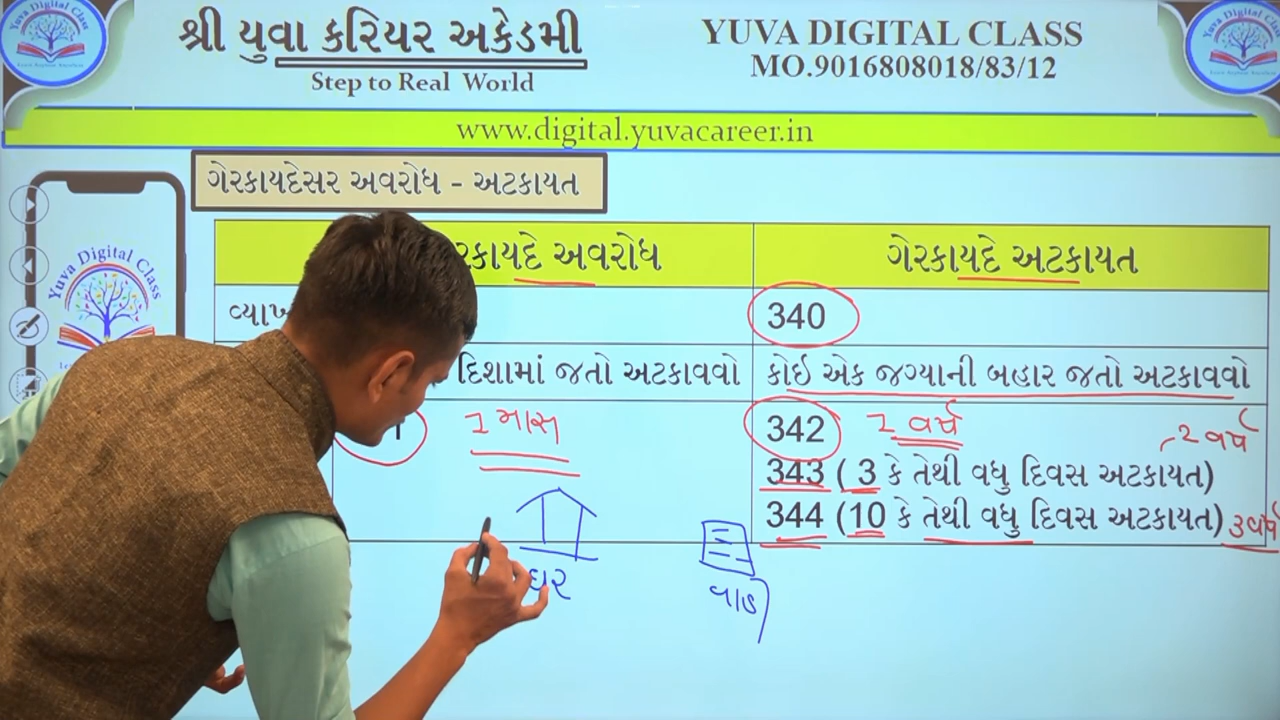 શ્રી યુવા કરિયર અકેડમી
Step to Real World
YUVA DIGITAL CLASS
MO.9016808018/83/12
www.digital.yuvacareer.in
ગેરકાયદેસર અવરોધ - અટકાયત
Yuva Digital Class
અવરોધ
ગેરકાયદે અટકાયત
340
દિશામાં જતો અટકાવવો
કોઇ એક જગ્યાની બહાર જતો અટકાવવો
1 માસ
342 1 વર્ષ 2 વર્ષ
343 ( 3 કે તેથી વધુ દિવસ અટકાયત)
344 (10 કે તેથી વધુ દિવસ અટકાયત) 3 વર્ષ
ઘર